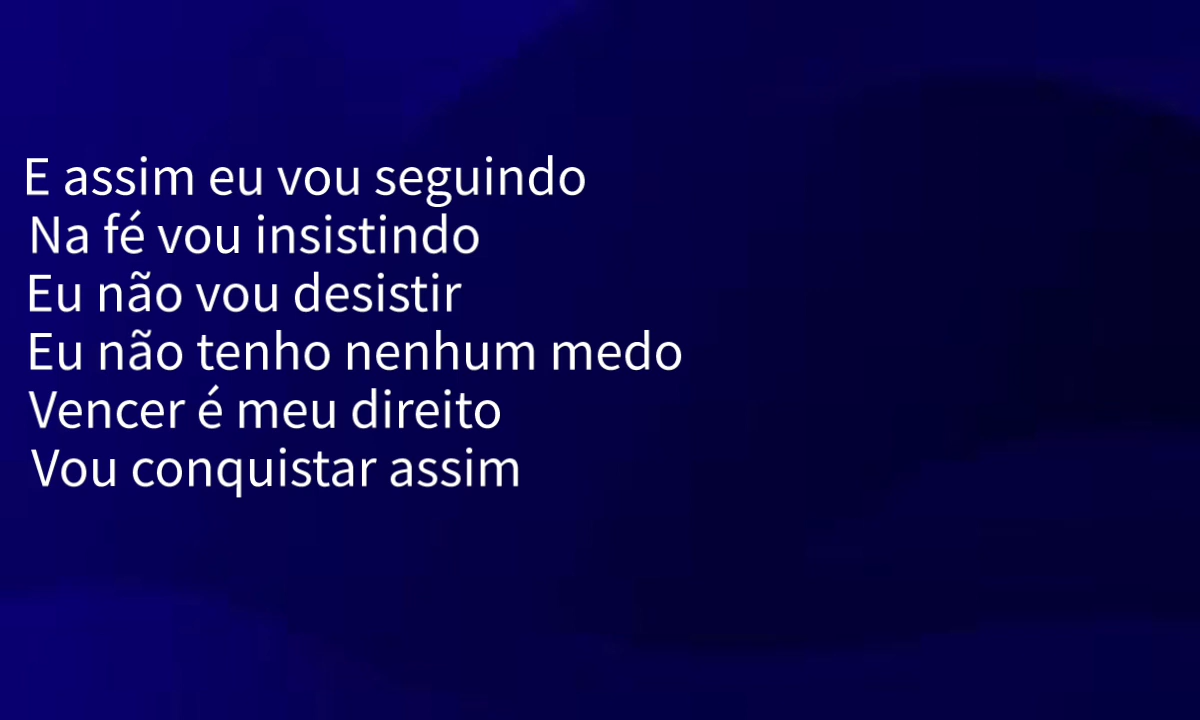 E assim eu vou seguindo
Na fé vou insistindo
Eu não vou desistir
Eu não tenho nenhum medo
Vencer é meu direito
Vou conquistar assim